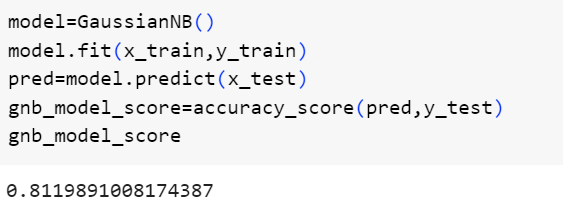 model=GaussianNB()
model.fit(x_train,y_train)
pred=model.predict(x_test)
gnb_model_score=accuracy_score(pred,y_test)
gnb_model_score
0.8119891008174387